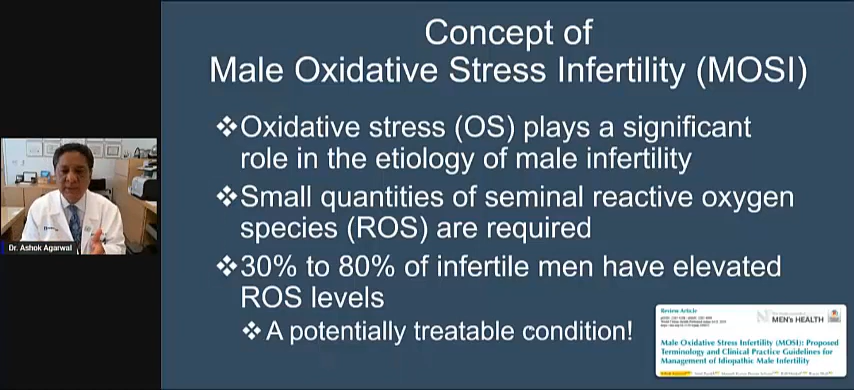 Concept of
Male Oxidative Stress Infertility (MOSI)
❖Oxidative stress (OS) plays a significant
role in the etiology of male infertility
❖Small quantities of seminal reactive oxygen
species (ROS) are required
❖30% to 80% of infertile men have elevated
ROS levels
❖A potentially treatable condition!
Dr. Ashok Agarwal
Review Article
MEN's HEALTH
Male Oxidative Stress Infertility (MOSI): Proposed
Terminology and Clinical Practice Guidelines for
Management of Idiopathic Male Infertility